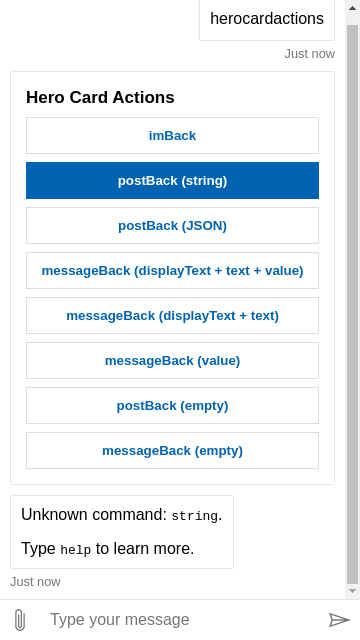 herocardactions
Just now
Hero Card Actions
imBack
postBack (string)
postBack (JSON)
messageBack (displayText + text + value)
messageBack (displayText + text)
messageBack (value)
postBack (empty)
messageBack (empty)
Unknown command: string.
Type help to learn more.
Just now
Type your message